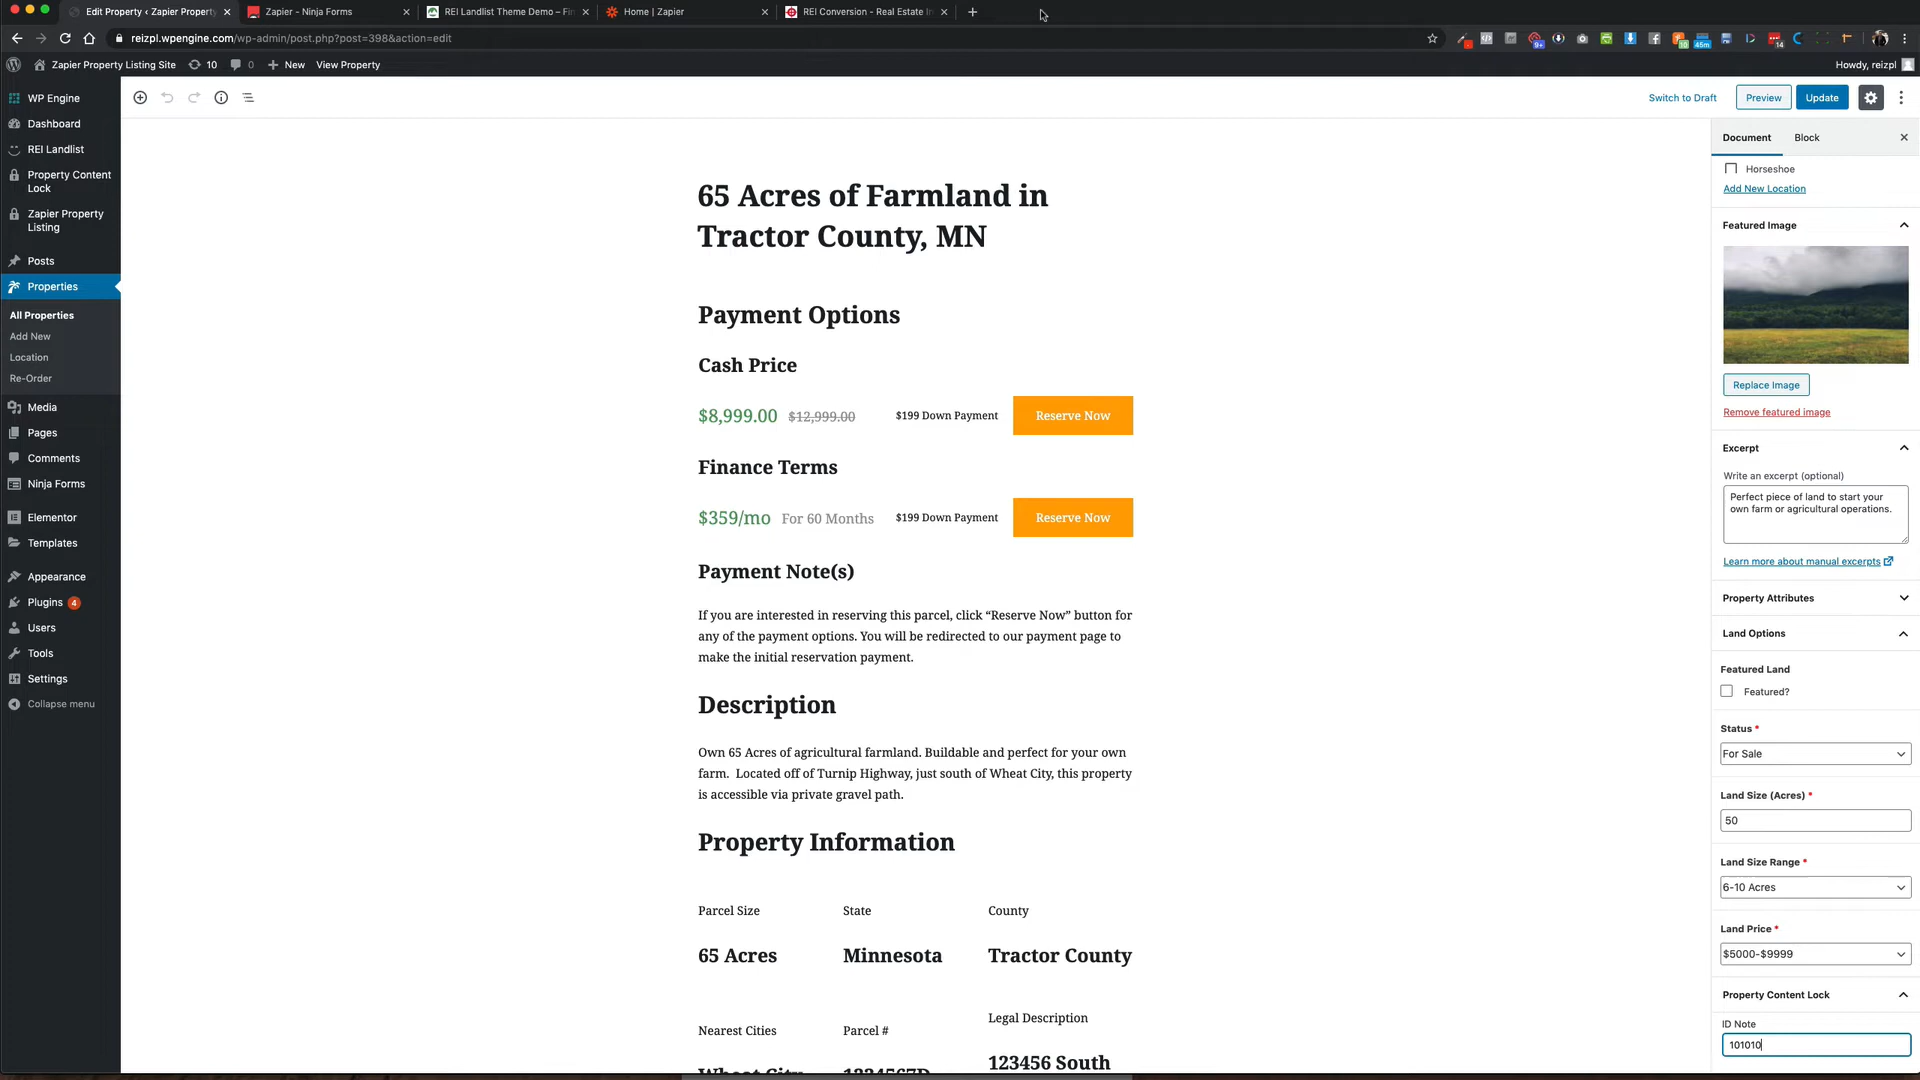 Edit Property ‹ Zapier Property
Zapier - Ninja Forms
REI Landlist Theme Demo – Fin
Home | Zapier
REI Conversion - Real Estate In
reizpl.wpengine.com/wp-admin/post.php?post=398&action=edit
Zapier Property Listing Site
10
0
New
View Property
Howdy, reizpl
WP Engine
Dashboard
REI Landlist
Property Content
Lock
Zapier Property
Listing
Posts
Properties
All Properties
Add New
Location
Re-Order
Media
Pages
Comments
Ninja Forms
Elementor
Templates
Appearance
Plugins 4
Users
Tools
Settings
Collapse menu
Switch to Draft
Preview
Update
65 Acres of Farmland in
Tractor County, MN
Payment Options
Cash Price
$8,999.00 $12,999.00 $199 Down Payment Reserve Now
Finance Terms
$359/mo For 60 Months $199 Down Payment Reserve Now
Payment Note(s)
If you are interested in reserving this parcel, click “Reserve Now” button for
any of the payment options. You will be redirected to our payment page to
make the initial reservation payment.
Description
Own 65 Acres of agricultural farmland. Buildable and perfect for your own
farm. Located off of Turnip Highway, just south of Wheat City, this property
is accessible via private gravel path.
Property Information
Parcel Size State County
65 Acres Minnesota Tractor County
Nearest Cities Parcel # Legal Description
Wheat City 1234567D 123456 South
Document
Block
Horseshoe
Add New Location
Featured Image
Replace Image
Remove featured image
Excerpt
Write an excerpt (optional)
Perfect piece of land to start your
own farm or agricultural operations.
Learn more about manual excerpts
Property Attributes
Land Options
Featured Land
Featured?
Status *
For Sale
Land Size (Acres) *
50
Land Size Range *
6-10 Acres
Land Price *
$5000-$9999
Property Content Lock
ID Note
101010